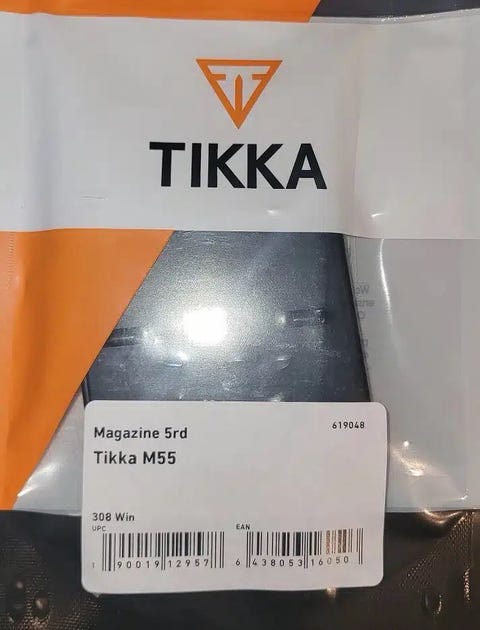 TIKKA
Magazine 5rd
619048
Tikka M55
308 Win
UPC
EAN
1 90019 12957
6 438053 16050